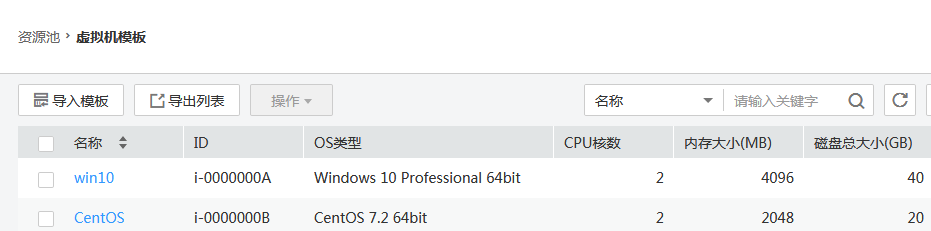 资源池 › 虚拟机模板
导入模板 导出列表 操作 名称 请输入关键字
名称 ID OS类型 CPU核数 内存大小(MB) 磁盘总大小(GB)
win10 i-0000000A Windows 10 Professional 64bit 2 4096 40
CentOS i-0000000B CentOS 7.2 64bit 2 2048 20